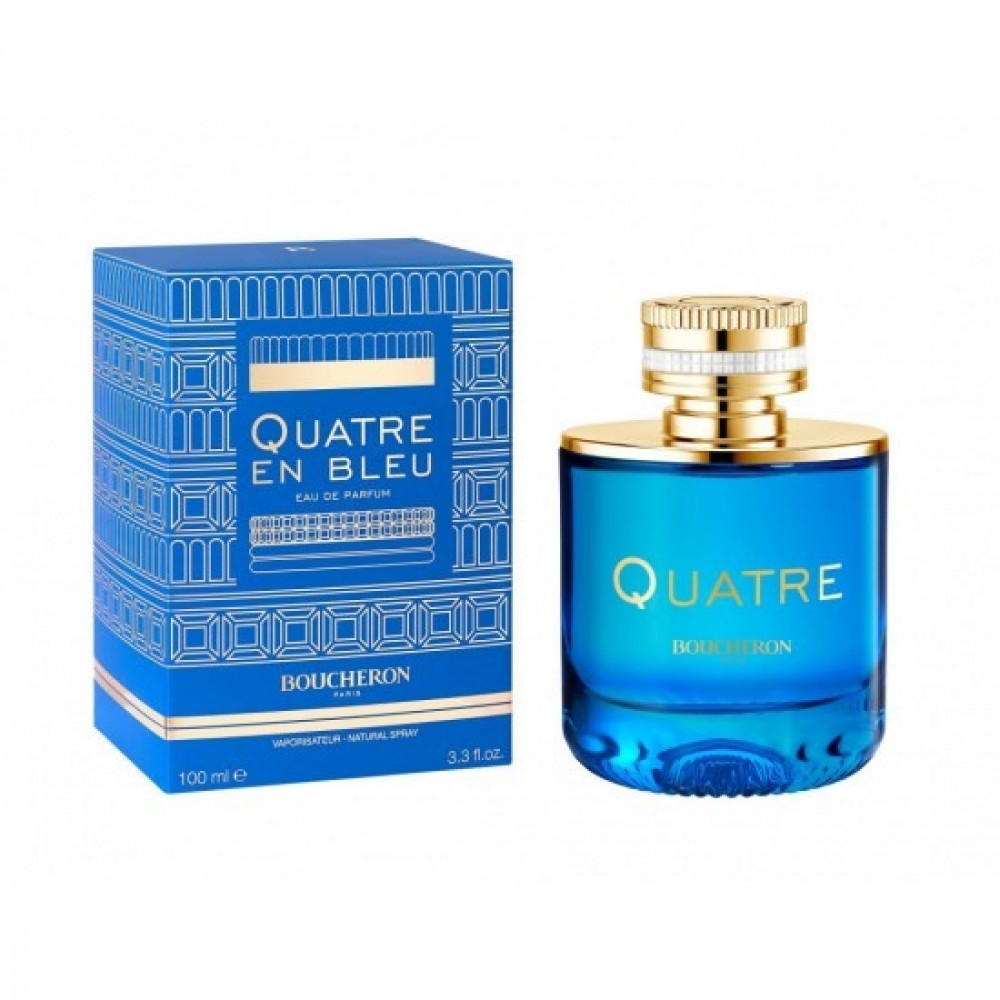 QUATRE
EN BLEU
EAU DE PARFUM
BOUCHERON
PARIS
VAPORISATEUR - NATURAL SPRAY
100 ml e
3.3 fl.oz.
QUATRE
BOUCHERON
PARIS